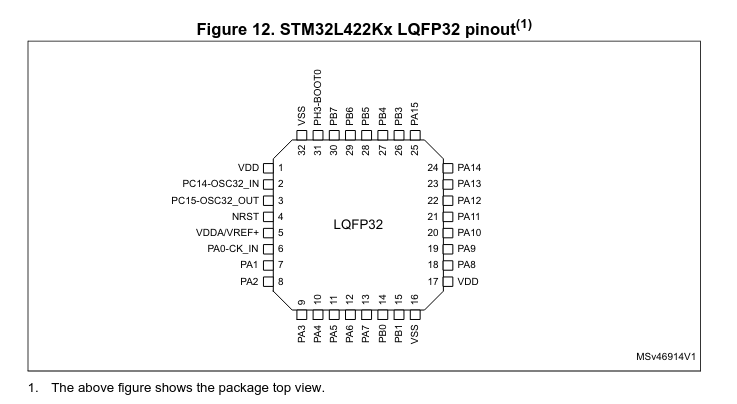 Figure 12. STM32L422Kx LQFP32 pinout(1)
VSS PH3-BOOT0 PB7 PB6 PB5 PB4 PB3 PA15
32 31 30 29 28 27 26 25
VDD 1 24 PA14
PC14-OSC32_IN 2 23 PA13
PC15-OSC32_OUT 3 22 PA12
NRST 4 21 PA11
VDDA/VREF+ 5 LQFP32 20 PA10
PA0-CK_IN 6 19 PA9
PA1 7 18 PA8
PA2 8 17 VDD
9 10 11 12 13 14 15 16
PA3 PA4 PA5 PA6 PA7 PB0 PB1 VSS
MSv46914V1
1. The above figure shows the package top view.